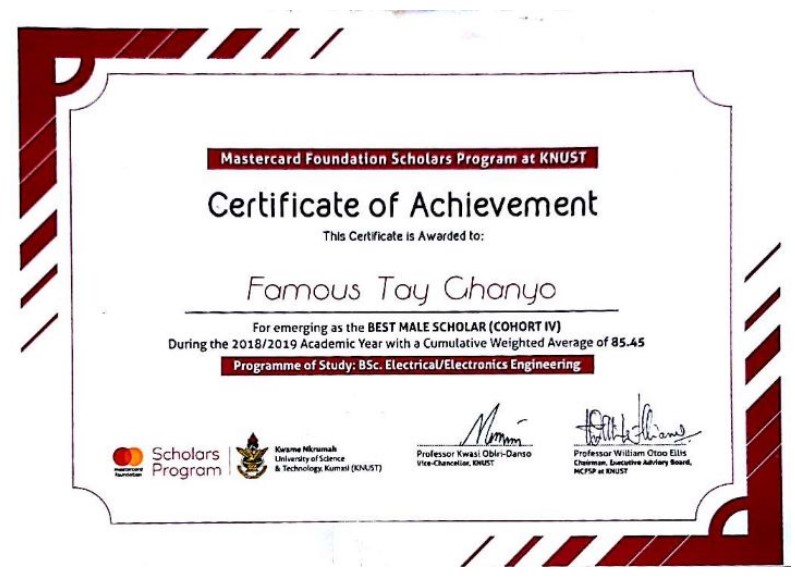 Mastercard Foundation Scholars Program at KNUST
Certificate of Achievement
This Certificate is Awarded to:
Famous Tay Ghanyo
For emerging as the BEST MALE SCHOLAR (COHORT IV)
During the 2018/2019 Academic Year with a Cumulative Weighted Average of 85.45
Programme of Study: BSc. Electrical/Electronics Engineering
mastercard
foundation
Scholars
Program
Kwame Nkrumah
University of Science
& Technology, Kumasi (KNUST)
Professor Kwasi Obiri-Danso
Vice-Chancellor, KNUST
Professor William Otoo Ellis
Chairman, Executive Advisory Board,
MCFSP at KNUST